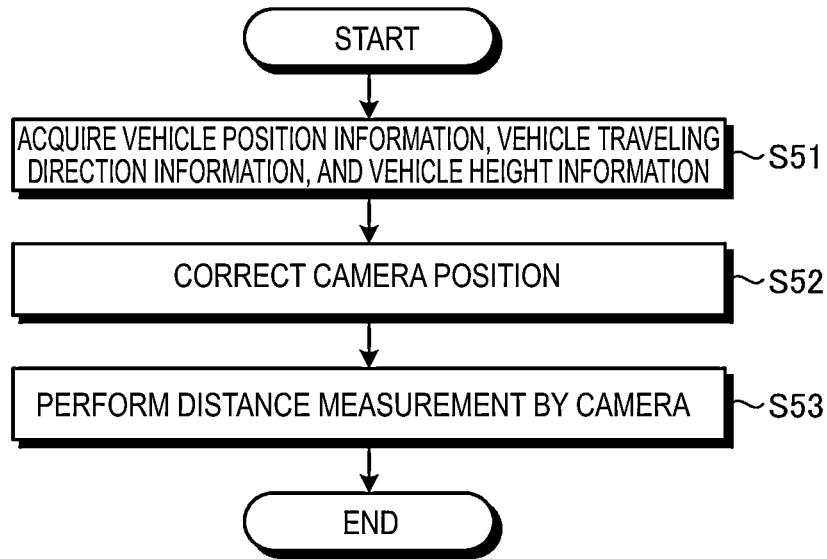 START
ACQUIRE VEHICLE POSITION INFORMATION, VEHICLE TRAVELING
DIRECTION INFORMATION, AND VEHICLE HEIGHT INFORMATION
S51
CORRECT CAMERA POSITION
S52
PERFORM DISTANCE MEASUREMENT BY CAMERA
S53
END